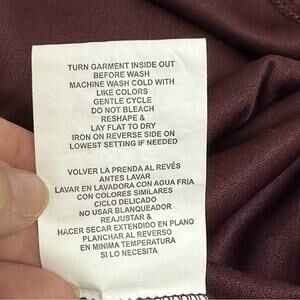 TURN GARMENT INSIDE OUT
BEFORE WASH
MACHINE WASH COLD WITH
LIKE COLORS
GENTLE CYCLE
DO NOT BLEACH
RESHAPE &
LAY FLAT TO DRY
IRON ON REVERSE SIDE ON
LOWEST SETTING IF NEEDED
VOLVER LA PRENDA AL REVÉS
ANTES LAVAR
LAVAR EN LAVADORA CON AGUA FRIA
CON COLORES SIMILARES
CICLO DELICADO
NO USAR BLANQUEADOR
REAJUSTAR &
HACER SECAR EXTENDIDO EN PLANO
PLANCHAR AL REVERSO
EN MINIMA TEMPERATURA
SI LO NECESITA